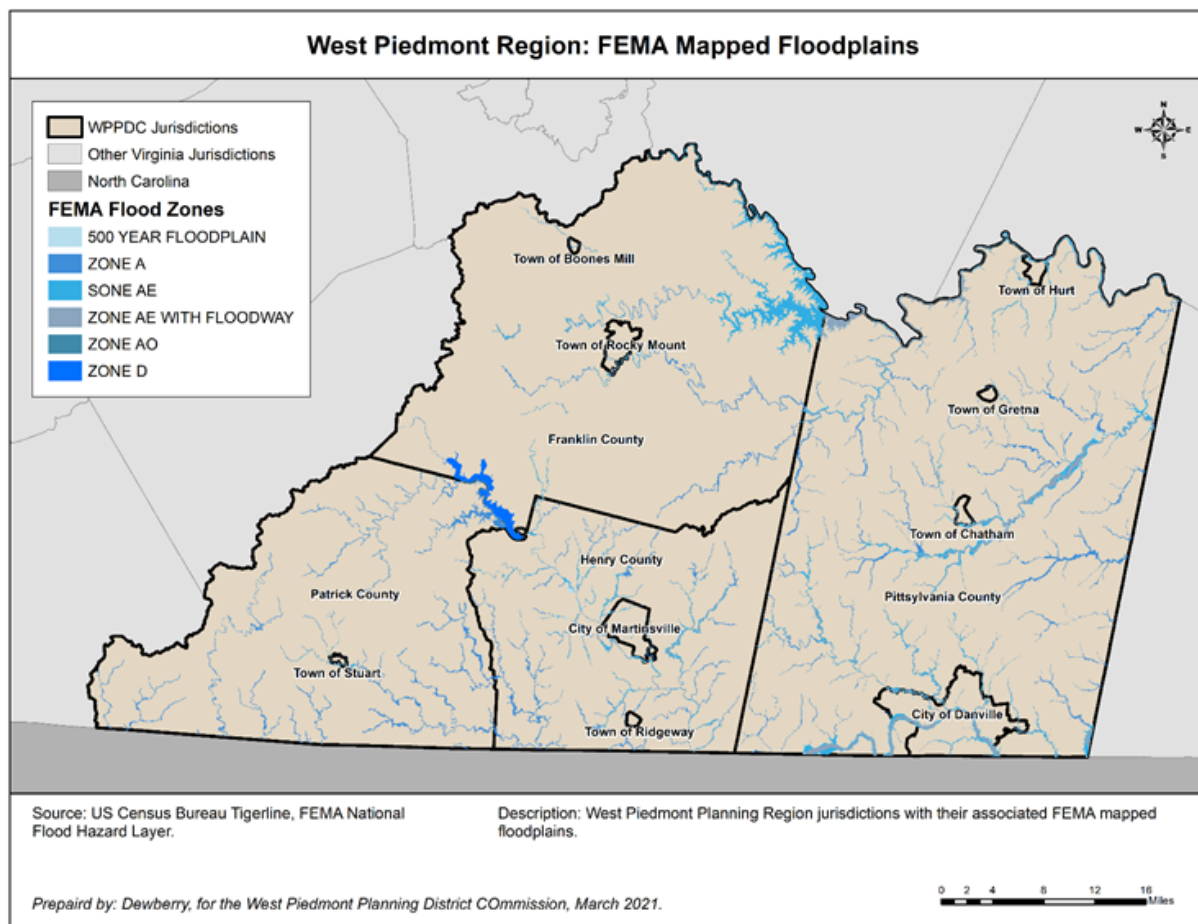 West Piedmont Region: FEMA Mapped Floodplains
WPPDC Jurisdictions
Other Virginia Jurisdictions
North Carolina
FEMA Flood Zones
500 YEAR FLOODPLAIN
ZONE A
SONE AE
ZONE AE WITH FLOODWAY
ZONE AO
ZONE D
N
W E
S
Town of Boones Mill
Town of Hurt
Town of Rocky Mount
Town of Gretna
Franklin County
Town of Chatham
Henry County
Patrick County
Pittsylvania County
City of Martinsville
Town of Stuart
City of Danville
Town of Ridgeway
Source: US Census Bureau Tigerline, FEMA National
Flood Hazard Layer.
Description: West Piedmont Planning Region jurisdictions with their associated FEMA mapped
floodplains.
Prepaird by: Dewberry, for the West Piedmont Planning District COmmission, March 2021.
0 2 4 8 12 16
Miles